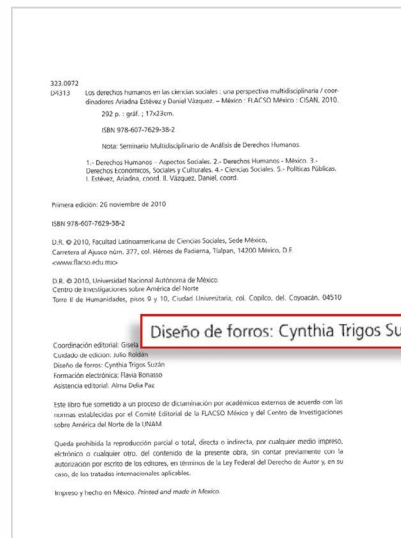 323.0972
D4313 Los derechos humanos en las ciencias sociales : una perspectiva multidisciplinaria / coor-
dinadores Ariadna Estévez y Daniel Vázquez. – México : FLACSO México : CISAN, 2010.
292 p. : gráf. ; 17x23cm.
ISBN 978-607-7629-38-2
Nota: Seminario Multidisciplinario de Análisis de Derechos Humanos.
1.- Derechos Humanos – Aspectos Sociales. 2.- Derechos Humanos - México. 3.-
Derechos Económicos, Sociales y Culturales. 4.- Ciencias Sociales. 5.- Políticas Públicas.
I. Estévez, Ariadna, coord. II. Vázquez, Daniel, coord.
Primera edición: 26 noviembre de 2010
ISBN 978-607-7629-38-2
D.R. © 2010, Facultad Latinoamericana de Ciencias Sociales, Sede México,
Carretera al Ajusco núm. 377, col. Héroes de Padierna, Tlalpan, 14200 México, D.F.
<www.flacso.edu.mx>
D.R. © 2010, Universidad Nacional Autónoma de México
Centro de Investigaciones sobre América del Norte
Torre II de Humanidades, pisos 9 y 10, Ciudad Universitaria, col. Copilco, del. Coyoacán, 04510
Diseño de forros: Cynthia Trigos Su
Coordinación editorial: Gisela
Cuidado de edición: Julio Roldán
Diseño de forros: Cynthia Trigos Suzán
Formación electrónica: Flavia Bonasso
Asistencia editorial: Alma Delia Paz
Este libro fue sometido a un proceso de dictaminación por académicos externos de acuerdo con las
normas establecidas por el Comité Editorial de la FLACSO México y del Centro de Investigaciones
sobre América del Norte de la UNAM.
Queda prohibida la reproducción parcial o total, directa o indirecta, por cualquier medio impreso,
elctrónico o cualquier otro, del contenido de la presente obra, sin contar previamente con la
autorización por escrito de los editores, en términos de la Ley Federal del Derecho de Autor y, en su
caso, de los tratados internacionales aplicables.
Impreso y hecho en México. Printed and made in Mexico.